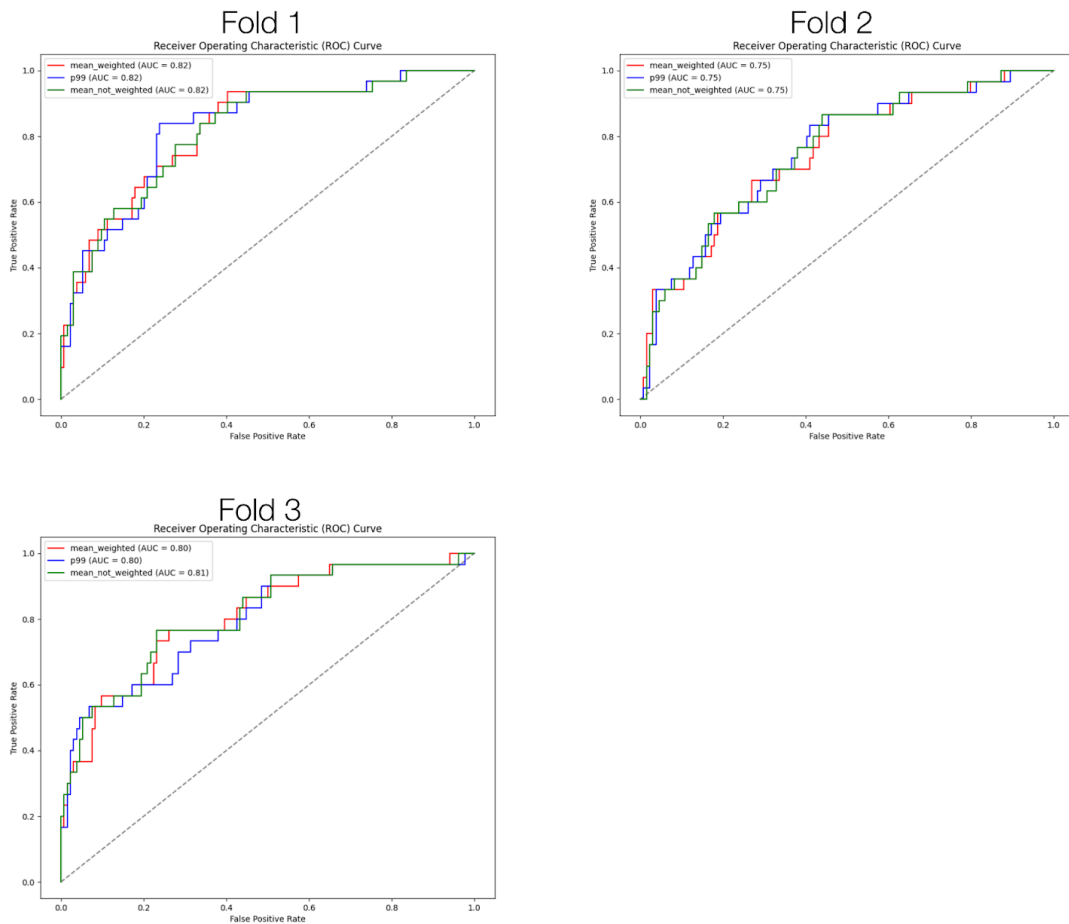 Fold 1
Receiver Operating Characteristic (ROC) Curve
mean_weighted (AUC = 0.82)
p99 (AUC = 0.82)
mean_not_weighted (AUC = 0.82)
1.0
0.8
0.6
0.4
0.2
0.0
True Positive Rate
0.0 0.2 0.4 0.6 0.8 1.0
False Positive Rate
Fold 2
Receiver Operating Characteristic (ROC) Curve
mean_weighted (AUC = 0.75)
p99 (AUC = 0.75)
mean_not_weighted (AUC = 0.75)
1.0
0.8
0.6
0.4
0.2
0.0
True Positive Rate
0.0 0.2 0.4 0.6 0.8 1.0
False Positive Rate
Fold 3
Receiver Operating Characteristic (ROC) Curve
mean_weighted (AUC = 0.80)
p99 (AUC = 0.80)
mean_not_weighted (AUC = 0.81)
1.0
0.8
0.6
0.4
0.2
0.0
True Positive Rate
0.0 0.2 0.4 0.6 0.8 1.0
False Positive Rate